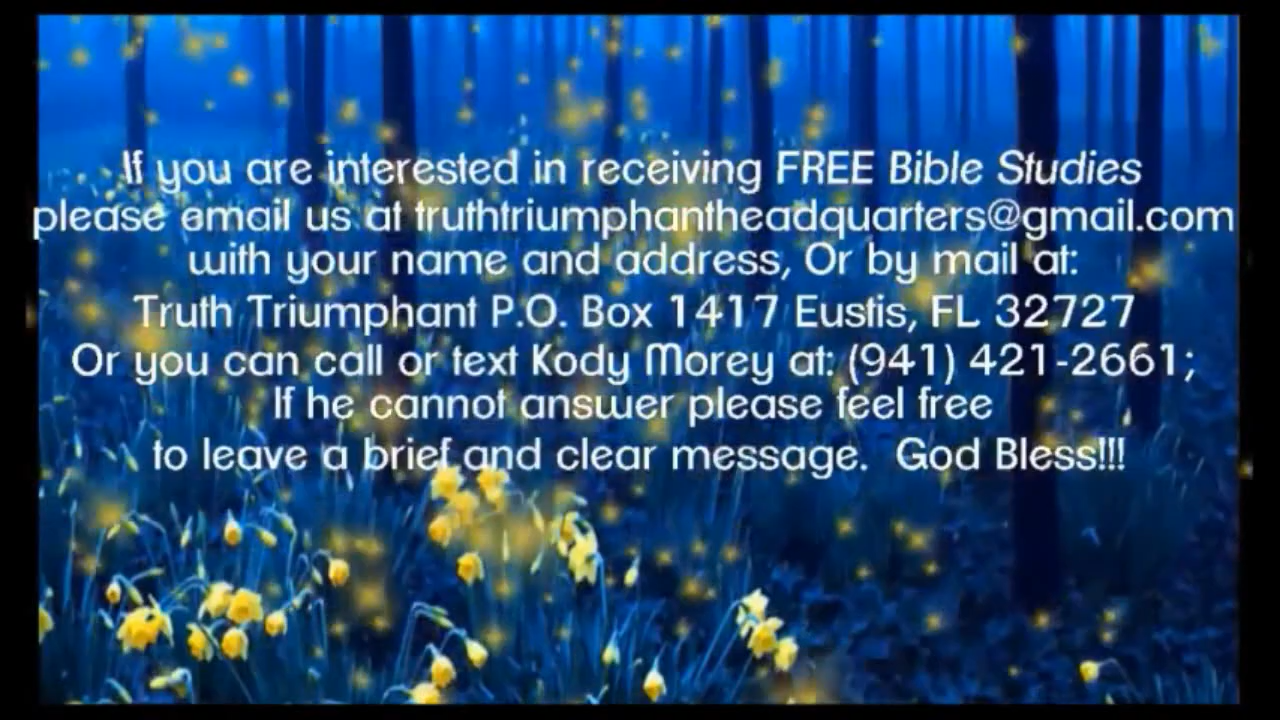 If you are interested in receiving FREE Bible Studies
please email us at truthtriumphantheadquarters@gmail.com
with your name and address, Or by mail at:
Truth Triumphant P.O. Box 1417 Eustis, FL 32727
Or you can call or text Kody Morey at: (941) 421-2661;
If he cannot answer please feel free
to leave a brief and clear message.  God Bless!!!